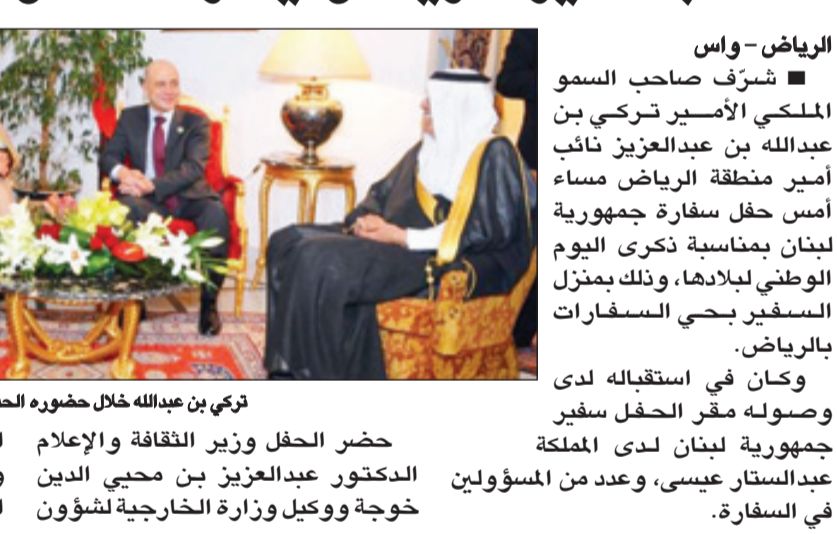 الرياض – واس
■ شرّف صاحب السمو
الملكي الأمير تركي بن
عبدالله بن عبدالعزيز نائب
أمير منطقة الرياض مساء
أمس حفل سفارة جمهورية
لبنان بمناسبة ذكرى اليوم
الوطني لبلادها، وذلك بمنزل
السفير بحي السفارات
بالرياض.
وكان في استقباله لدى
وصوله مقر الحفل سفير
جمهورية لبنان لدى المملكة
عبدالستار عيسى، وعدد من المسؤولين
في السفارة.
تركي بن عبدالله خلال حضوره
حضر الحفل وزير الثقافة والإعلام
الدكتور عبدالعزيز بن محيي الدين
خوجة ووكيل وزارة الخارجية لشؤون